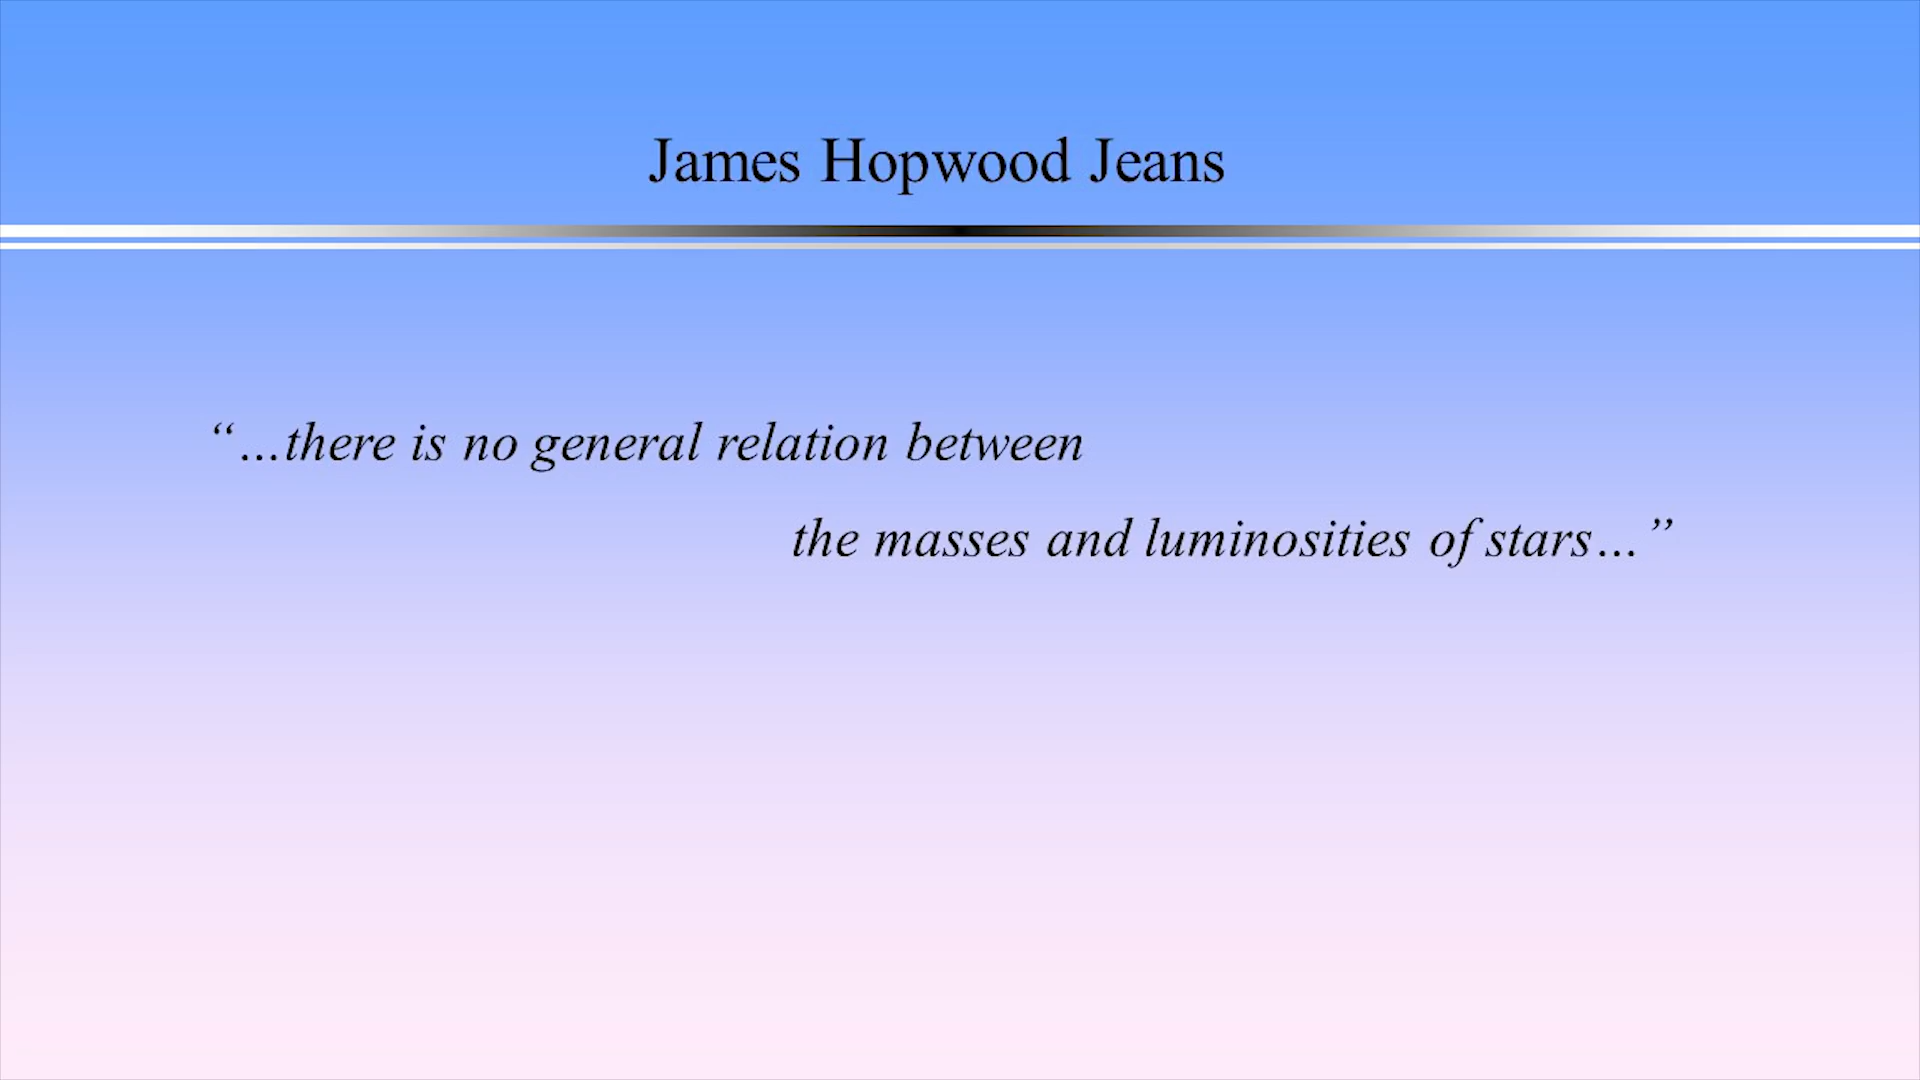 James Hopwood Jeans
“…there is no general relation between
the masses and luminosities of stars…”